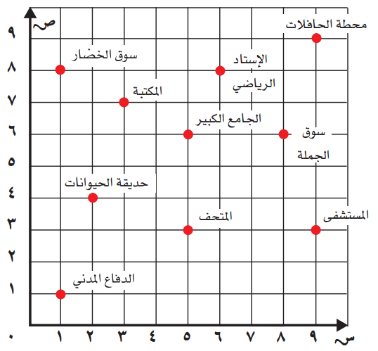 ص
محطة الحافلات
٩
سوق الخضار
الإستاد
الرياضي
٨
المكتبة
٧
الجامع الكبير
سوق
الجملة
٦
٥
حديقة الحيوانات
٤
المتحف
المستشفى
٣
٢
الدفاع المدني
١
٠ ١ ٢ ٣ ٤ ٥ ٦ ٧ ٨ ٩ س